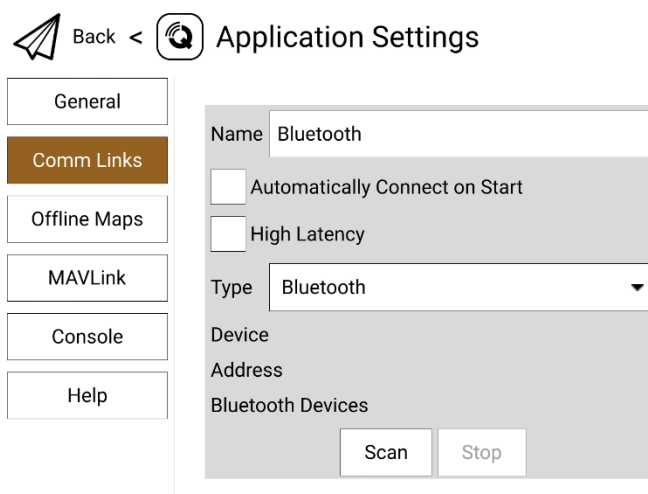 Back < Application Settings
General
Comm Links
Offline Maps
MAVLink
Console
Help
Name Bluetooth
Automatically Connect on Start
High Latency
Type Bluetooth
Device
Address
Bluetooth Devices
Scan Stop